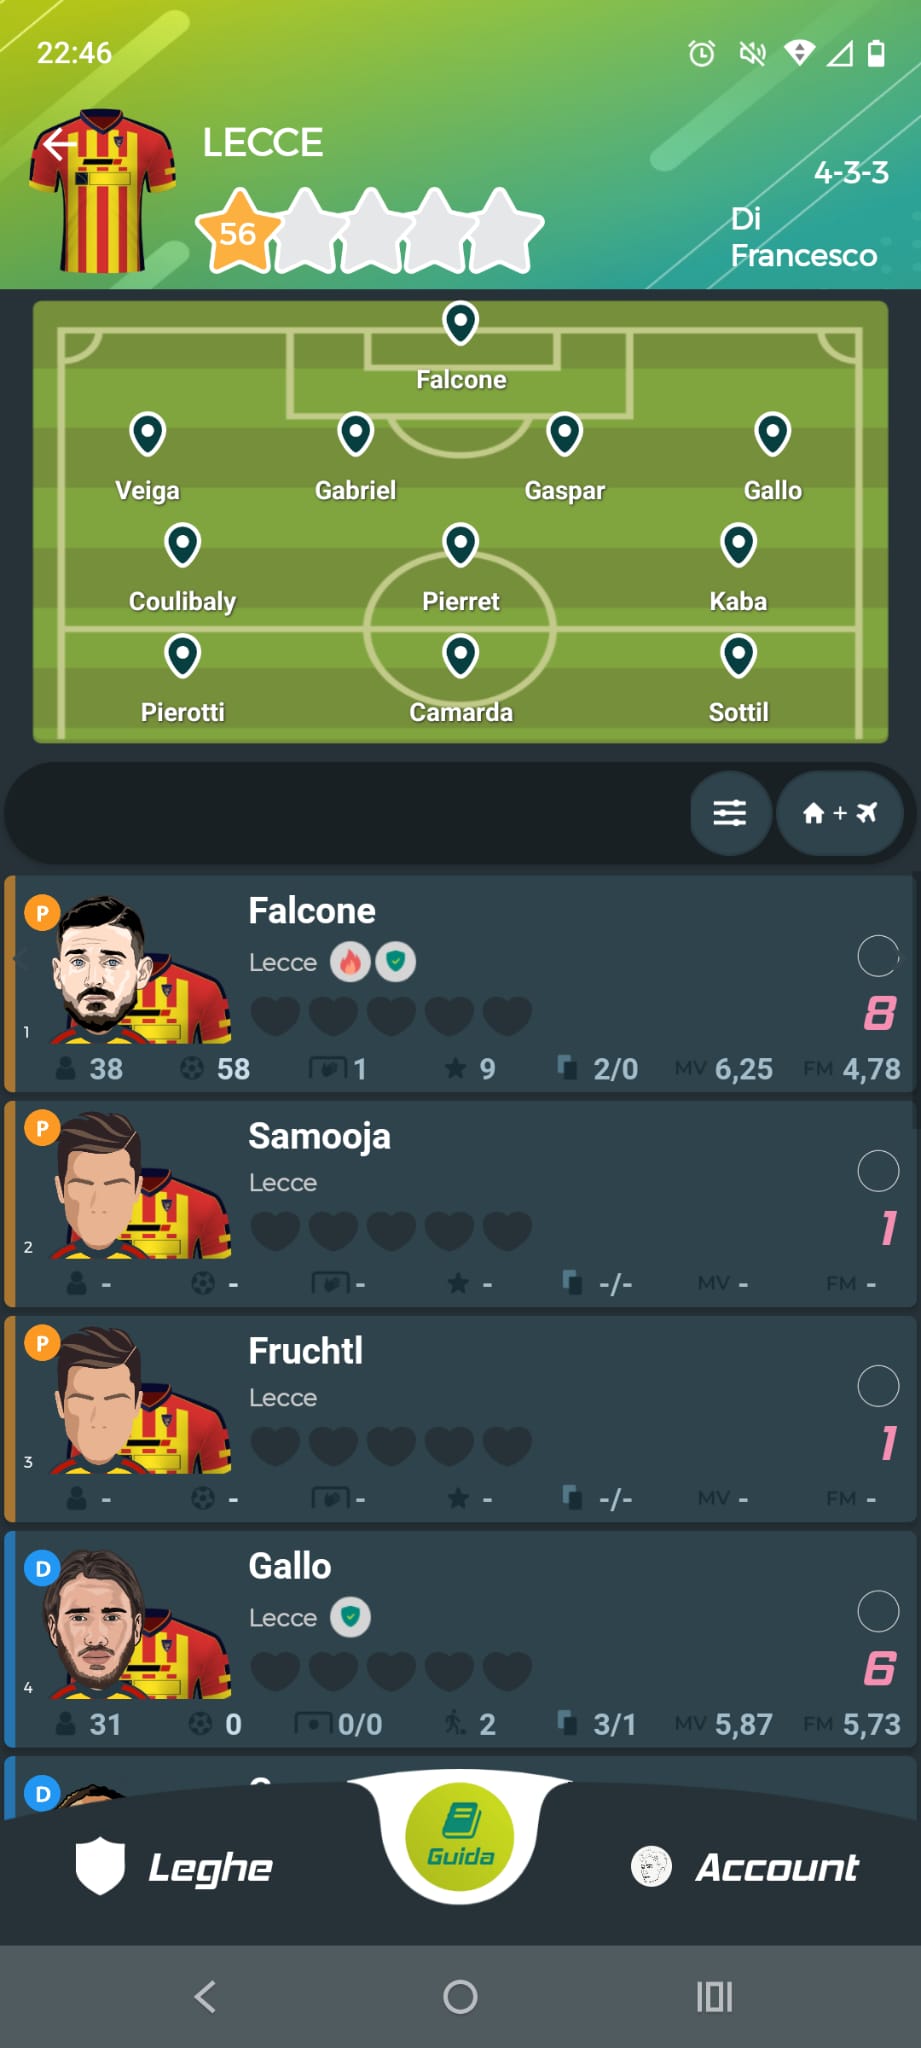 22:46
LECCE
56
4-3-3
Di
Francesco
Falcone
Veiga Gabriel Gaspar Gallo
Coulibaly Pierret Kaba
Pierotti Camarda Sottil
+
P Falcone
Lecce
8
1
38 58 1 9 2/0 MV 6,25 FM 4,78
P Samooja
Lecce
1
2
- - - - -/- MV - FM -
P Fruchtl
Lecce
1
3
- - - - -/- MV - FM -
D Gallo
Lecce
6
4
31 0 0/0 2 3/1 MV 5,87 FM 5,73
D
Leghe Guida Account